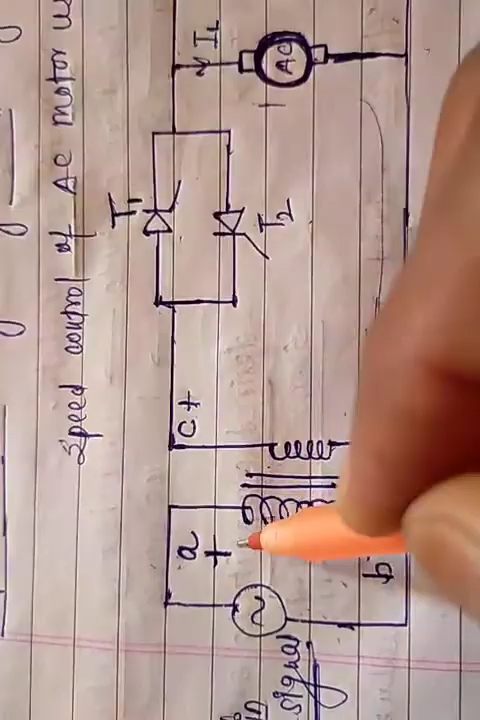 Speed control of AC motor
I1
AC
T1
T2
c +
a
+
b
~
signal